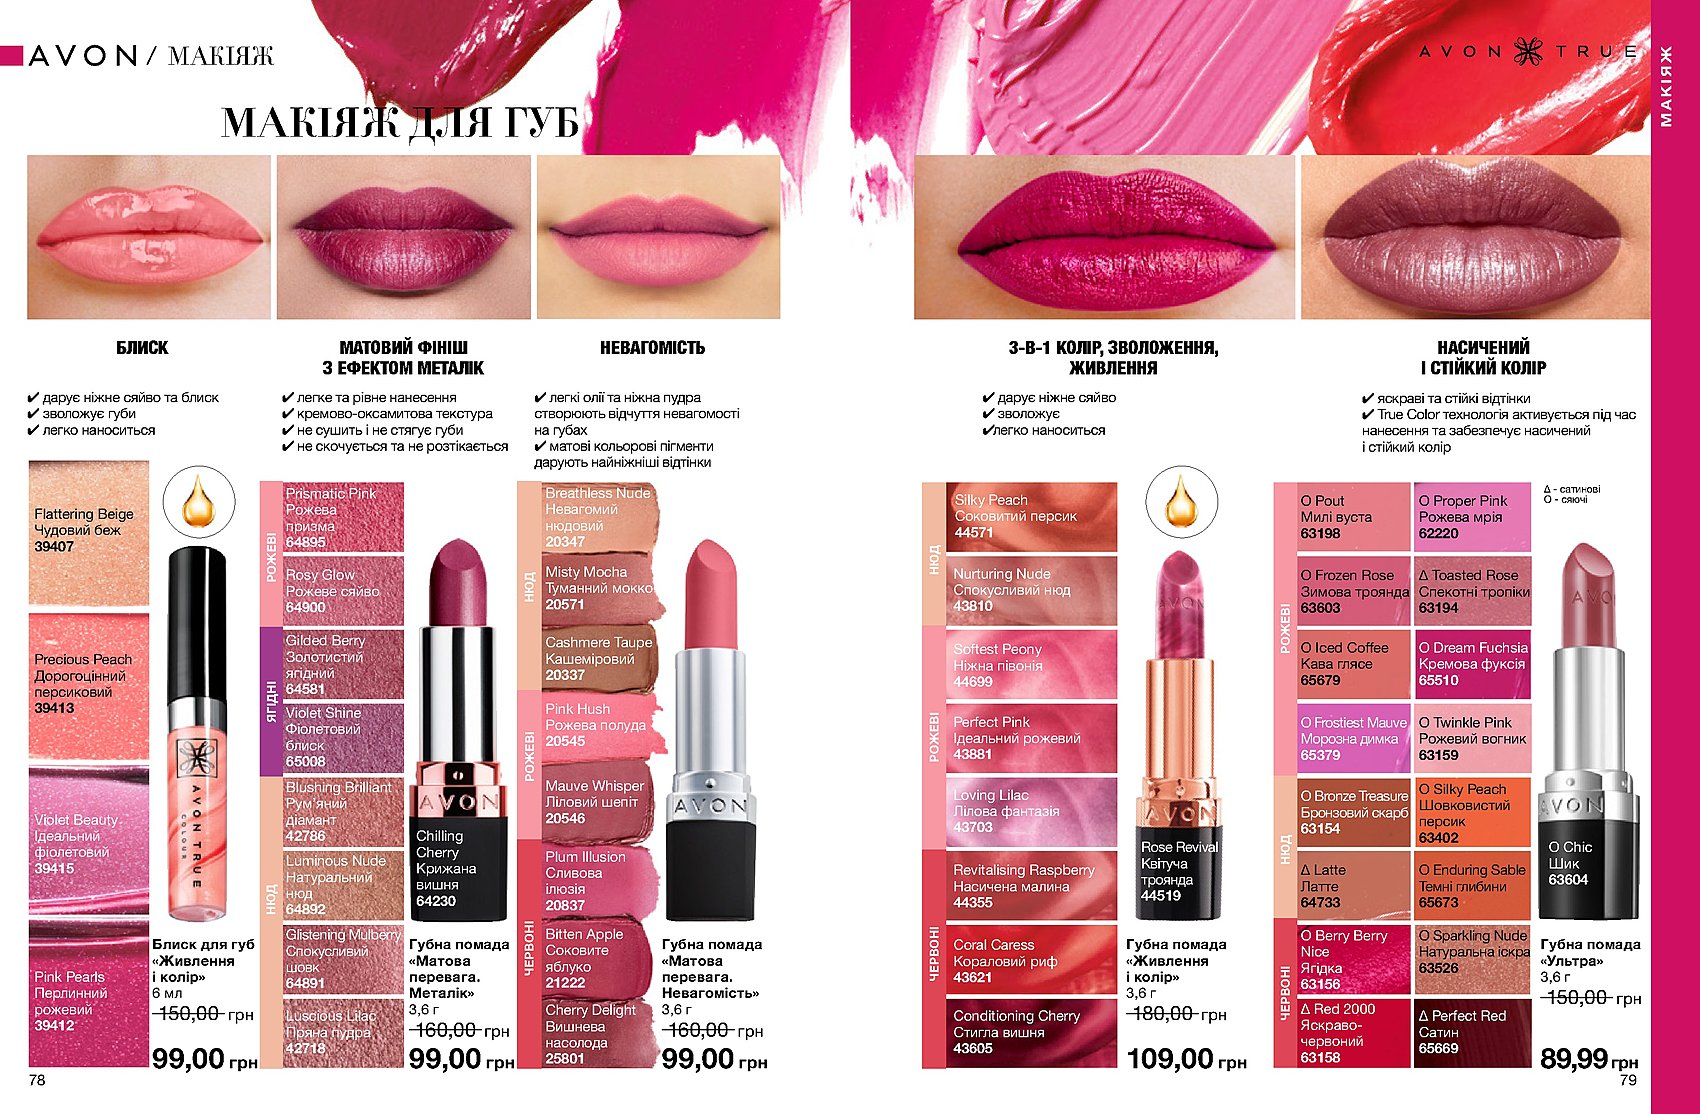 AVON / МАКІЯЖ
МАКІЯЖ ДЛЯ ГУБ
AVON TRUE
МАКІЯЖ
БЛИСК
✔ дарує ніжне сяйво та блиск
✔ зволожує губи
✔ легко наноситься
Flattering Beige
Чудовий беж
39407
Precious Peach
Дорогоцінний
персиковий
39413
Violet Beauty
Ідеальний
фіолетовий
39415
Pink Pearls
Перлинний
рожевий
39412
AVON TRUE
COLOUR
Блиск для губ
«Живлення
і колір»
6 мл
150,00 грн
99,00 грн
МАТОВИЙ ФІНІШ
З ЕФЕКТОМ МЕТАЛІК
✔ легке та рівне нанесення
✔ кремово-оксамитова текстура
✔ не сушить і не стягує губи
✔ не скочується та не розтікається
РОЖЕВІ
Prismatic Pink
Рожева
призма
64895
Rosy Glow
Рожеве сяйво
64900
ЯГІДНІ
Gilded Berry
Золотистий
ягідний
64581
Violet Shine
Фіолетовий
блиск
65008
НЮД
Blushing Brilliant
Рум'яний
діамант
42786
Luminous Nude
Натуральний
нюд
64892
Glistening Mulberry
Спокусливий
шовк
64891
Luscious Lilac
Пряна пудра
42718
AVON
Chilling
Cherry
Крижана
вишня
64230
Губна помада
«Матова
перевага.
Металік»
3,6 г
160,00 грн
99,00 грн
НЕВАГОМІСТЬ
✔ легкі олії та ніжна пудра
створюють відчуття невагомості
на губах
✔ матові кольорові пігменти
дарують найніжніші відтінки
НЮД
Breathless Nude
Невагомий
нюдовий
20347
Misty Mocha
Туманний мокко
20571
Cashmere Taupe
Кашеміровий
20337
РОЖЕВІ
Pink Hush
Рожева полуда
20545
Mauve Whisper
Ліловий шепіт
20546
ЧЕРВОНІ
Plum Illusion
Сливова
ілюзія
20837
Bitten Apple
Соковите
яблуко
21222
Cherry Delight
Вишнева
насолода
25801
AVON
Губна помада
«Матова
перевага.
Невагомість»
3,6 г
160,00 грн
99,00 грн
3-В-1 КОЛІР, ЗВОЛОЖЕННЯ,
ЖИВЛЕННЯ
✔ дарує ніжне сяйво
✔ зволожує
✔легко наноситься
НЮД
Silky Peach
Соковитий персик
44571
Nurturing Nude
Спокусливий нюд
43810
РОЖЕВІ
Softest Peony
Ніжна півонія
44699
Perfect Pink
Ідеальний рожевий
43881
Loving Lilac
Лілова фантазія
43703
ЧЕРВОНІ
Revitalising Raspberry
Насичена малина
44355
Coral Caress
Кораловий риф
43621
Conditioning Cherry
Стигла вишня
43605
AVON
AVON
Rose Revival
Квітуча
троянда
44519
Губна помада
«Живлення
і колір»
3,6 г
180,00 грн
109,00 грн
НАСИЧЕНИЙ
І СТІЙКИЙ КОЛІР
✔ яскраві та стійкі відтінки
✔ True Color технологія активується під час
нанесення та забезпечує насичений
і стійкий колір
Δ - сатинові
О - сяючі
РОЖЕВІ
О Pout
Милі вуста
63198
О Proper Pink
Рожева мрія
62220
О Frozen Rose
Зимова троянда
63603
Δ Toasted Rose
Спекотні тропіки
63194
О Iced Coffee
Кава глясе
65679
О Dream Fuchsia
Кремова фуксія
65510
О Frostiest Mauve
Морозна димка
65379
О Twinkle Pink
Рожевий вогник
63159
НЮД
О Bronze Treasure
Бронзовий скарб
63154
О Silky Peach
Шовковистий
персик
63402
Δ Latte
Латте
64733
О Enduring Sable
Темні глибини
65673
ЧЕРВОНІ
О Berry Berry
Nice
Ягідка
63156
О Sparkling Nude
Натуральна іскра
63526
Δ Red 2000
Яскраво-
червоний
63158
Δ Perfect Red
Сатин
65669
AVON
AVON
О Chic
Шик
63604
Губна помада
«Ультра»
3,6 г
150,00 грн
89,99 грн
78
79